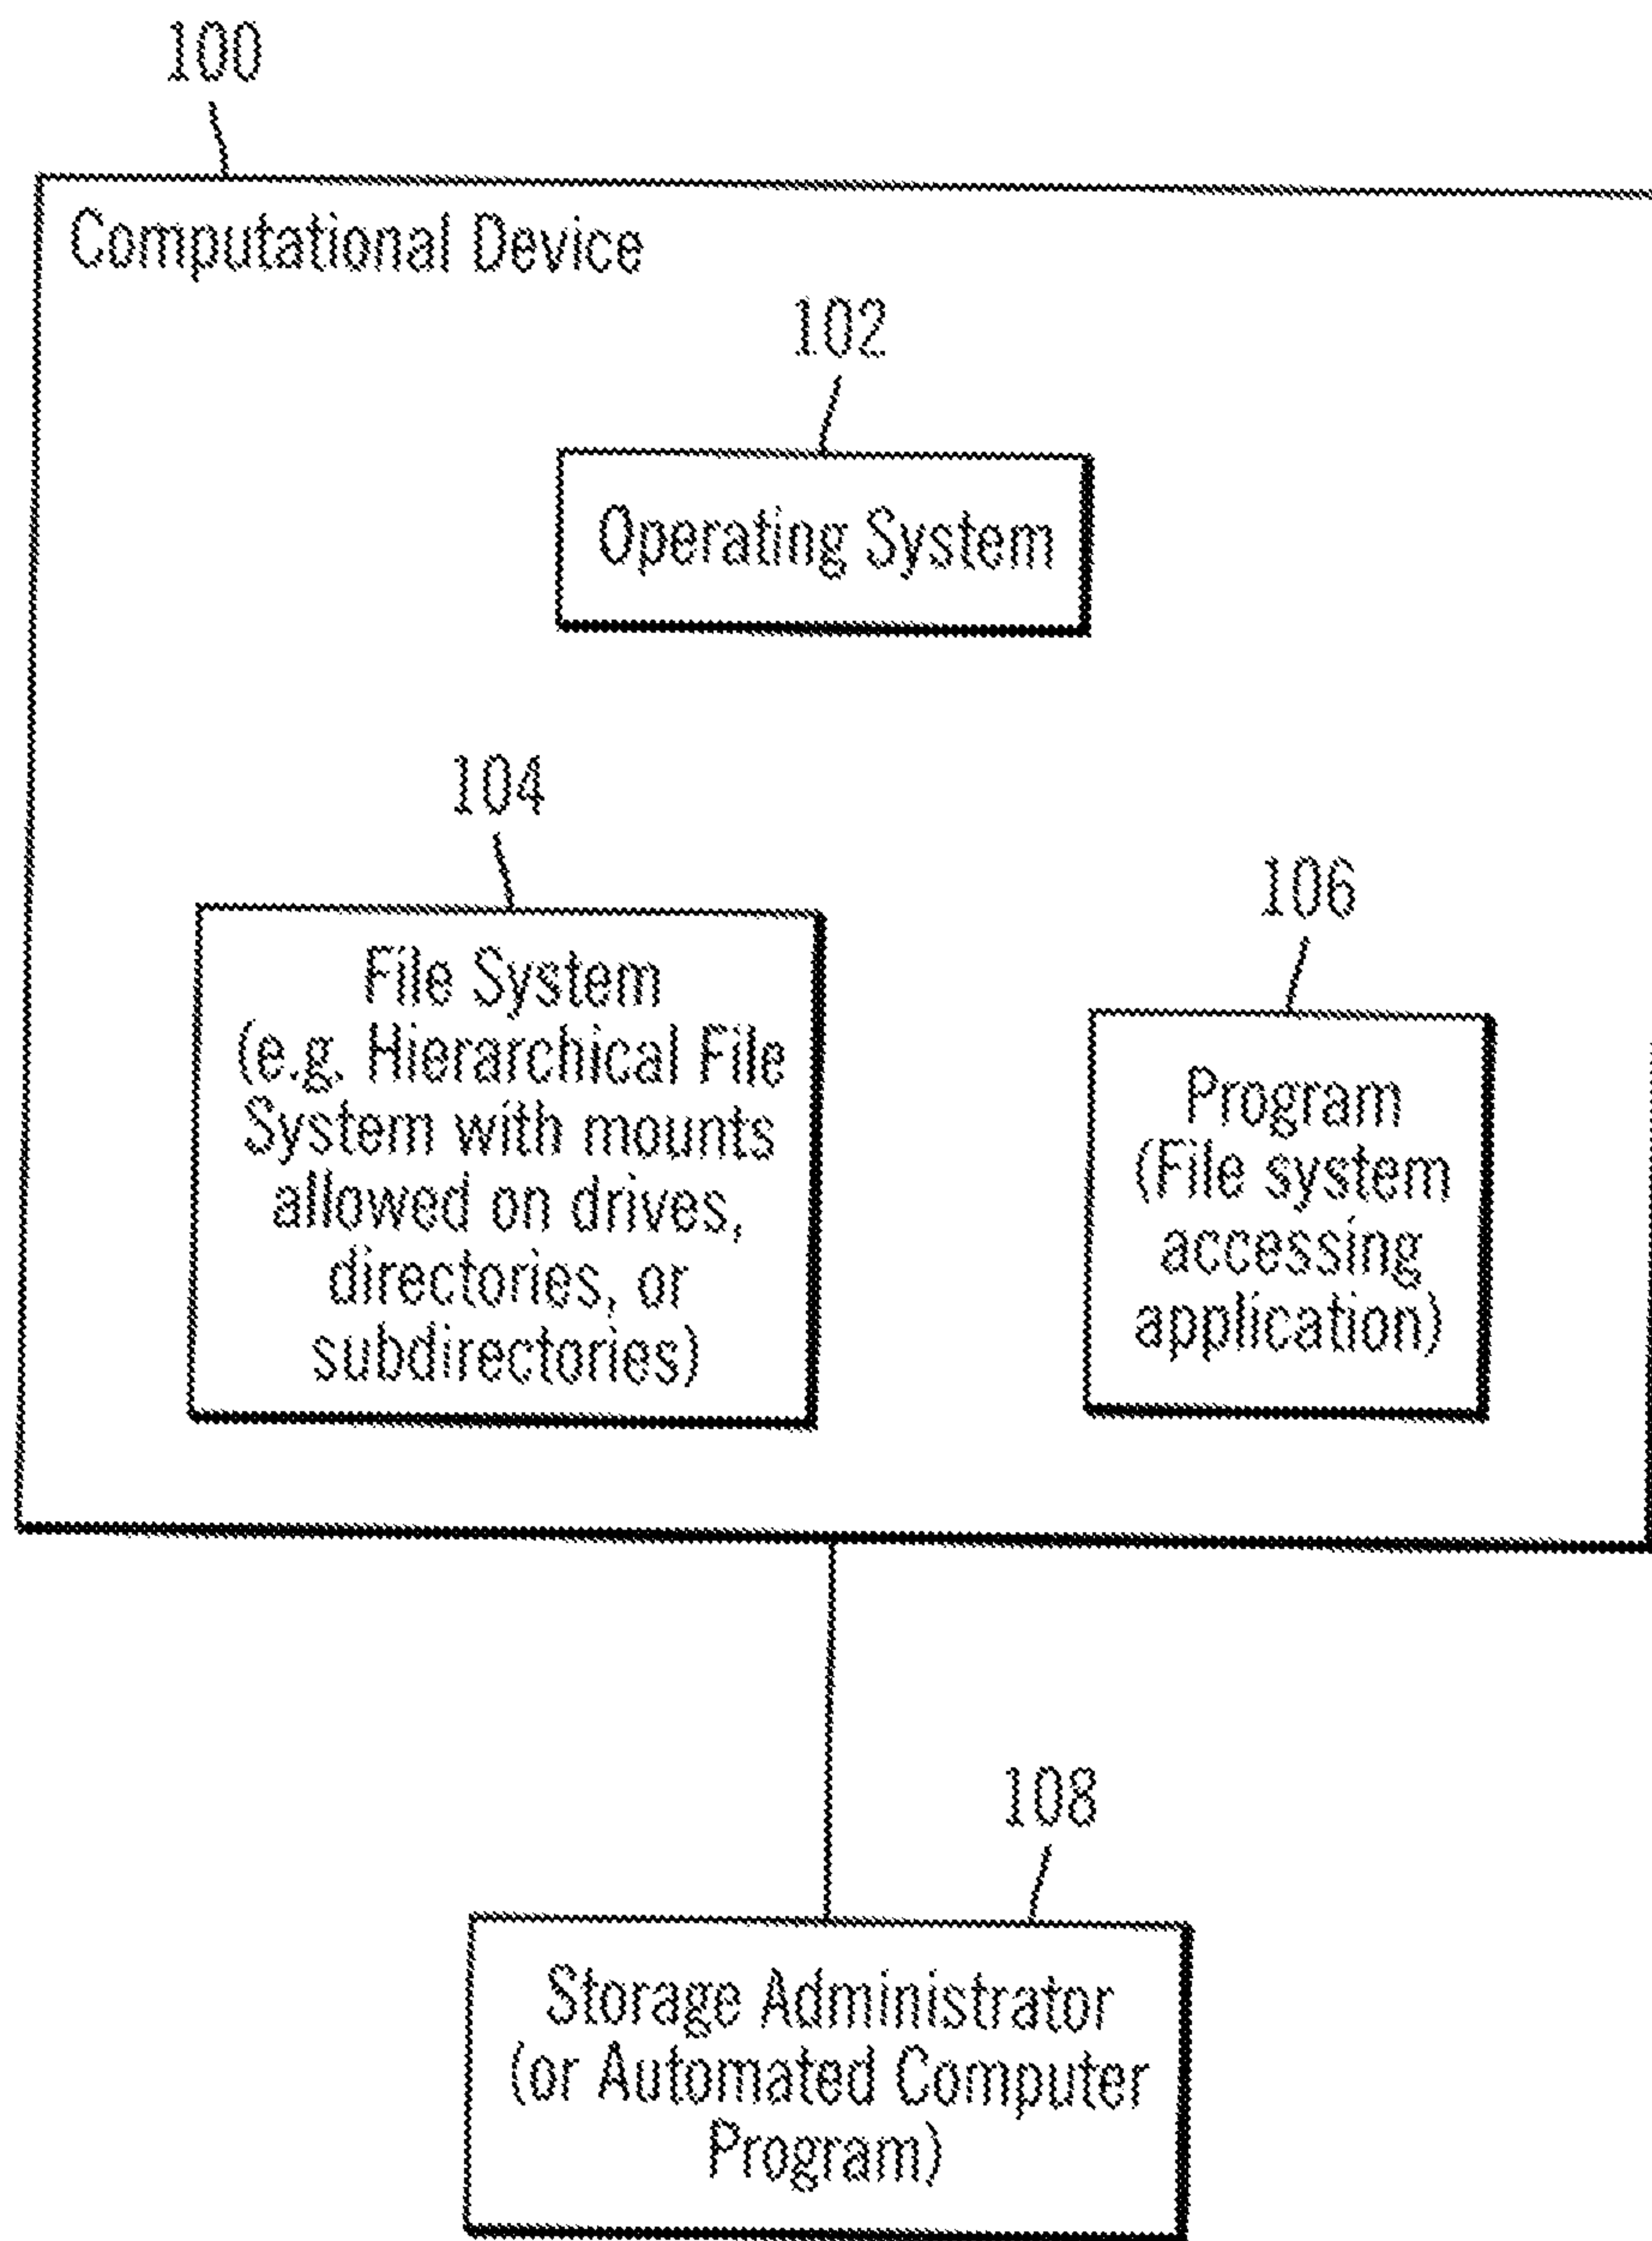 100
Computational Device
102
Operating System
104
File System
(e.g. Hierarchical File
System with mounts
allowed on drives,
directories, or
subdirectories)
106
Program
(File system
accessing
application)
108
Storage Administrator
(or Automated Computer
Program)